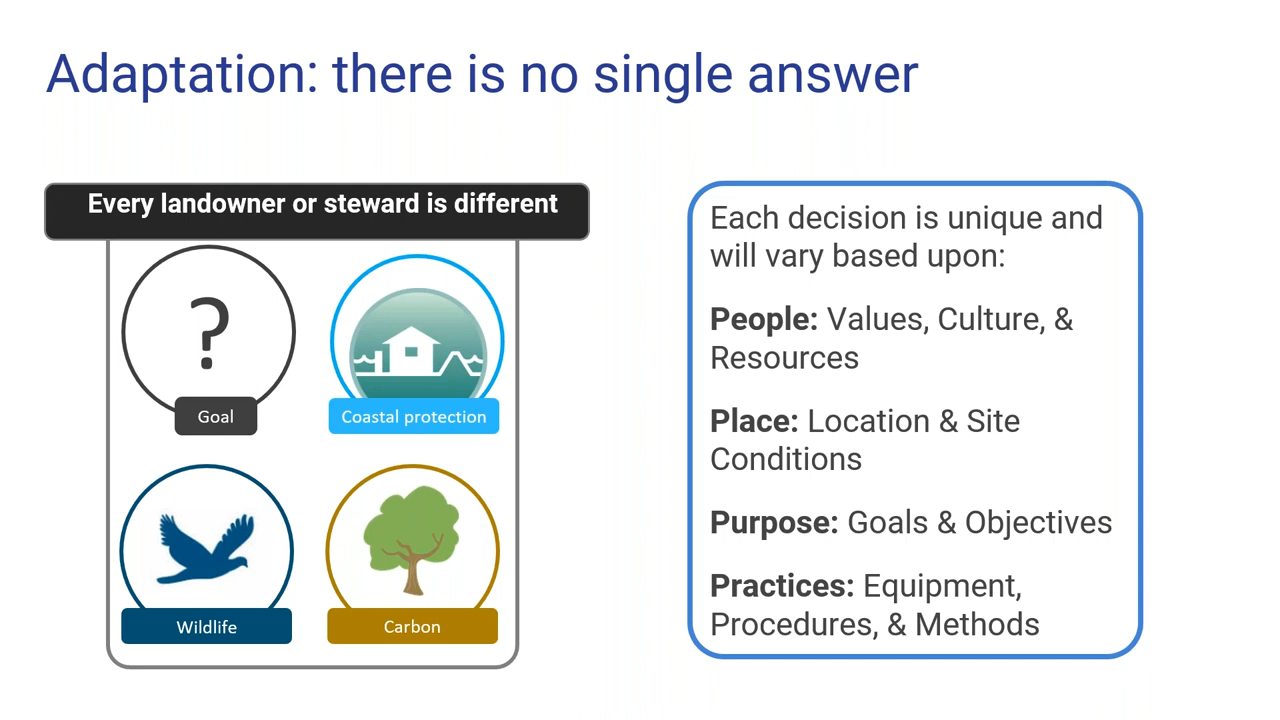 Adaptation: there is no single answer
Every landowner or steward is different
?
Goal
Coastal protection
Wildlife
Carbon
Each decision is unique and
will vary based upon:
People: Values, Culture, &
Resources
Place: Location & Site
Conditions
Purpose: Goals & Objectives
Practices: Equipment,
Procedures, & Methods